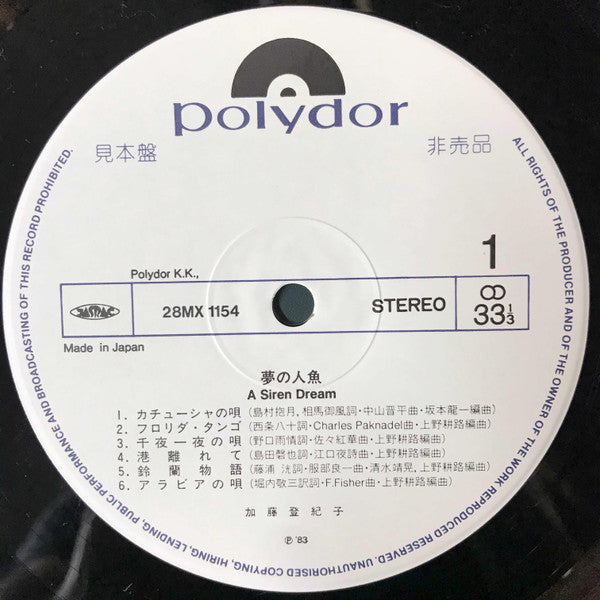 polydor
見本盤 非売品
ALL RIGHTS OF THE PRODUCER AND OF THE OWNER OF THE WORK REPRODUCED RESERVED. UNAUTHORISED COPYING, HIRING, LENDING, PUBLIC PERFORMANCE AND BROADCASTING OF THIS RECORD PROHIBITED.
1
Polydor K.K.,
JASRAC 28MX 1154 STEREO 33⅓
Made in Japan
夢の人魚
A Siren Dream
1. カチューシャの唄 (島村抱月、相馬御風詞・中山晋平曲・坂本龍一編曲)
2. フロリダ・タンゴ (西条八十詞・Charles Paknadel曲・上野耕路編曲)
3. 千夜一夜の唄 (野口雨情詞・佐々紅華曲・上野耕路編曲)
4. 港離れて (島田磬也詞・江口夜詩曲・上野耕路編曲)
5. 鈴蘭物語 (藤浦洸詞・服部良一曲・清水靖晃、上野耕路編曲)
6. アラビアの唄 (堀内敬三訳詞・F.Fisher曲・上野耕路編曲)
加藤登紀子
℗ '83